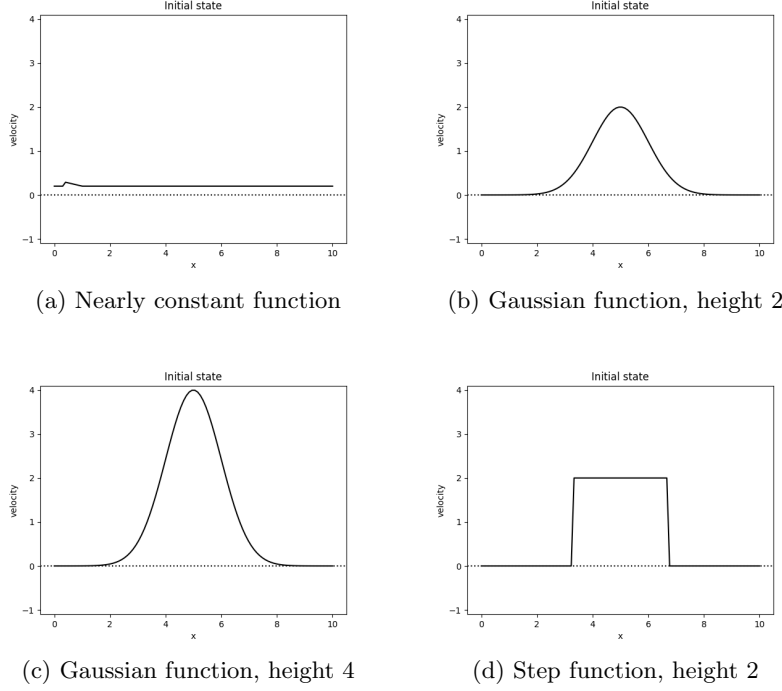 Initial state
4
3
2
1
0
−1
velocity
0 2 4 6 8 10
x
(a) Nearly constant function
Initial state
4
3
2
1
0
−1
velocity
0 2 4 6 8 10
x
(b) Gaussian function, height 2
Initial state
4
3
2
1
0
−1
velocity
0 2 4 6 8 10
x
(c) Gaussian function, height 4
Initial state
4
3
2
1
0
−1
velocity
0 2 4 6 8 10
x
(d) Step function, height 2